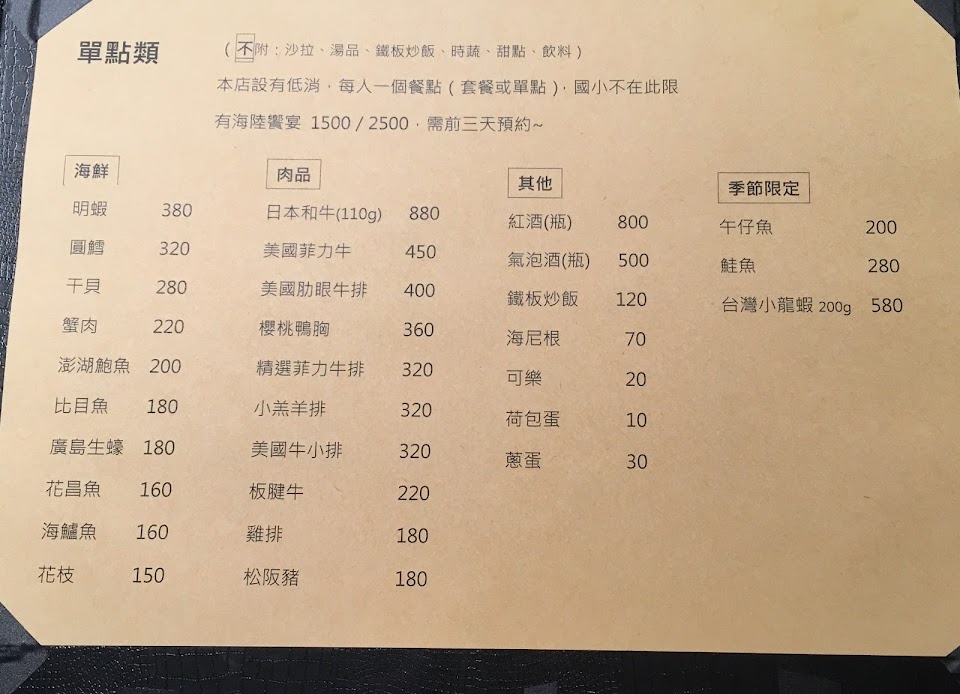 單點類
(不附：沙拉、湯品、鐵板炒飯、時蔬、甜點、飲料)
本店設有低消，每人一個餐點(套餐或單點)，國小不在此限
有海陸饗宴 1500 / 2500，需前三天預約~
海鮮
明蝦 380
圓鱈 320
干貝 280
蟹肉 220
澎湖鮑魚 200
比目魚 180
廣島生蠔 180
花昌魚 160
海鱸魚 160
花枝 150
肉品
日本和牛(110g) 880
美國菲力牛 450
美國肋眼牛排 400
櫻桃鴨胸 360
精選菲力牛排 320
小羔羊排 320
美國牛小排 320
板腱牛 220
雞排 180
松阪豬 180
其他
紅酒(瓶) 800
氣泡酒(瓶) 500
鐵板炒飯 120
海尼根 70
可樂 20
荷包蛋 10
蔥蛋 30
季節限定
午仔魚 200
鮭魚 280
台灣小龍蝦 200g 580